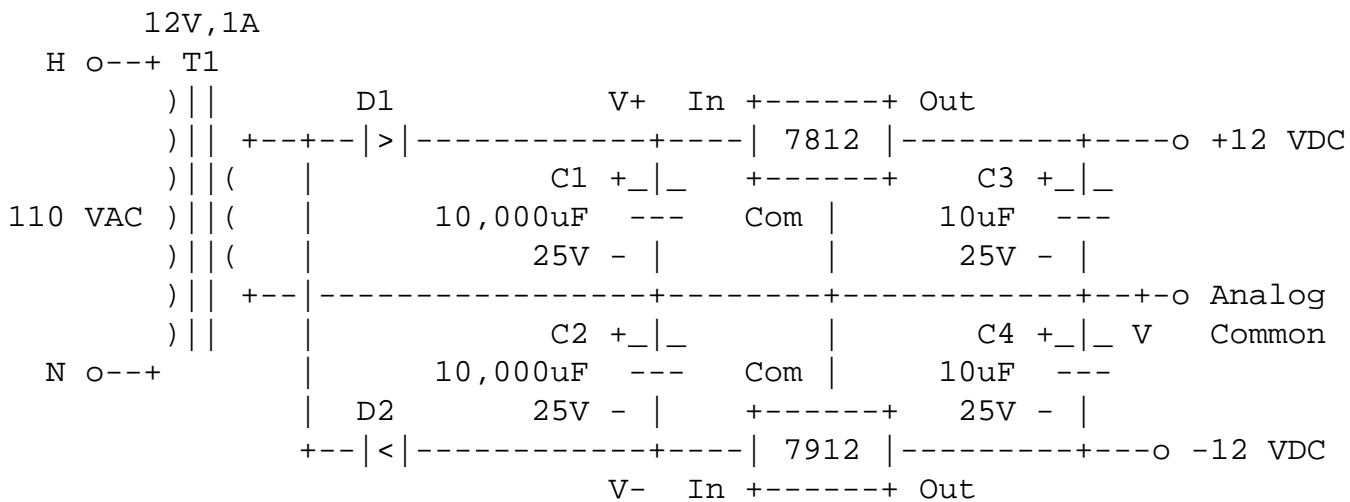 12V,1A
  H o--+ T1
        )||       D1           V+  In +------+ Out
        )|| +--+--|>|-------------+----| 7812 |---------+----o +12 VDC
        )||(   |            C1 +_|_   +------+    C3 +_|_
110 VAC )||(   |      10,000uF  ---   Com |     10uF  ---
        )||(   |           25V - |        |      25V - |
        )|| +--|-----------------+--------+------------+--+-o Analog
        )||    |            C2 +_|_       |       C4 +_|_ V   Common
  N o--+       |      10,000uF  ---   Com |     10uF  ---
               |  D2       25V - |    +------+   25V - |
               +--|<|------------+----| 7912 |---------+---o -12 VDC
                               V-  In +------+ Out